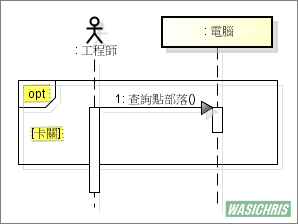 : 工程師
: 電腦
opt
1: 查詢點部落()
[卡關]
WASICHRIS